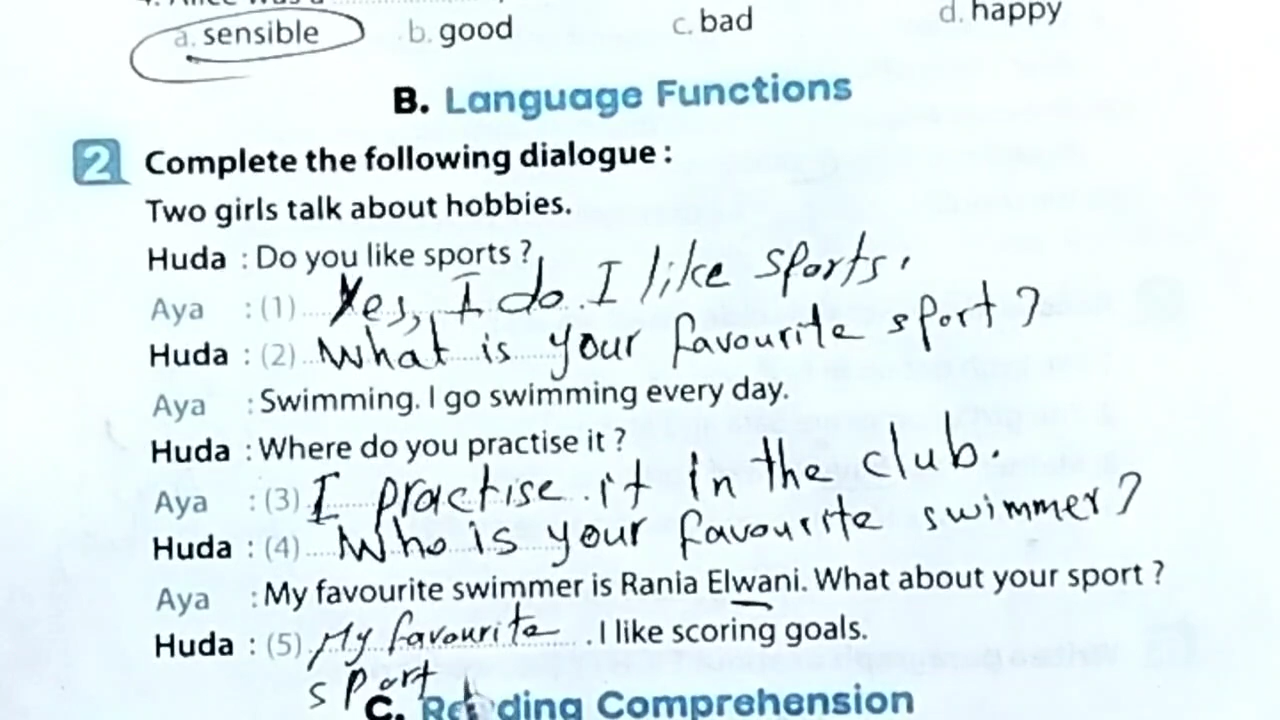 a. sensible b. good c. bad d. happy
B. Language Functions
2 Complete the following dialogue :
Two girls talk about hobbies.
Huda : Do you like sports ?
Aya : (1) Yes, I do. I like sports.
Huda : (2) What is your favourite sport?
Aya : Swimming. I go swimming every day.
Huda : Where do you practise it ?
Aya : (3) I practise it in the club.
Huda : (4) Who is your favourite swimmer?
Aya : My favourite swimmer is Rania Elwani. What about your sport ?
Huda : (5) My favourite . I like scoring goals.
sport
C. Reading Comprehension